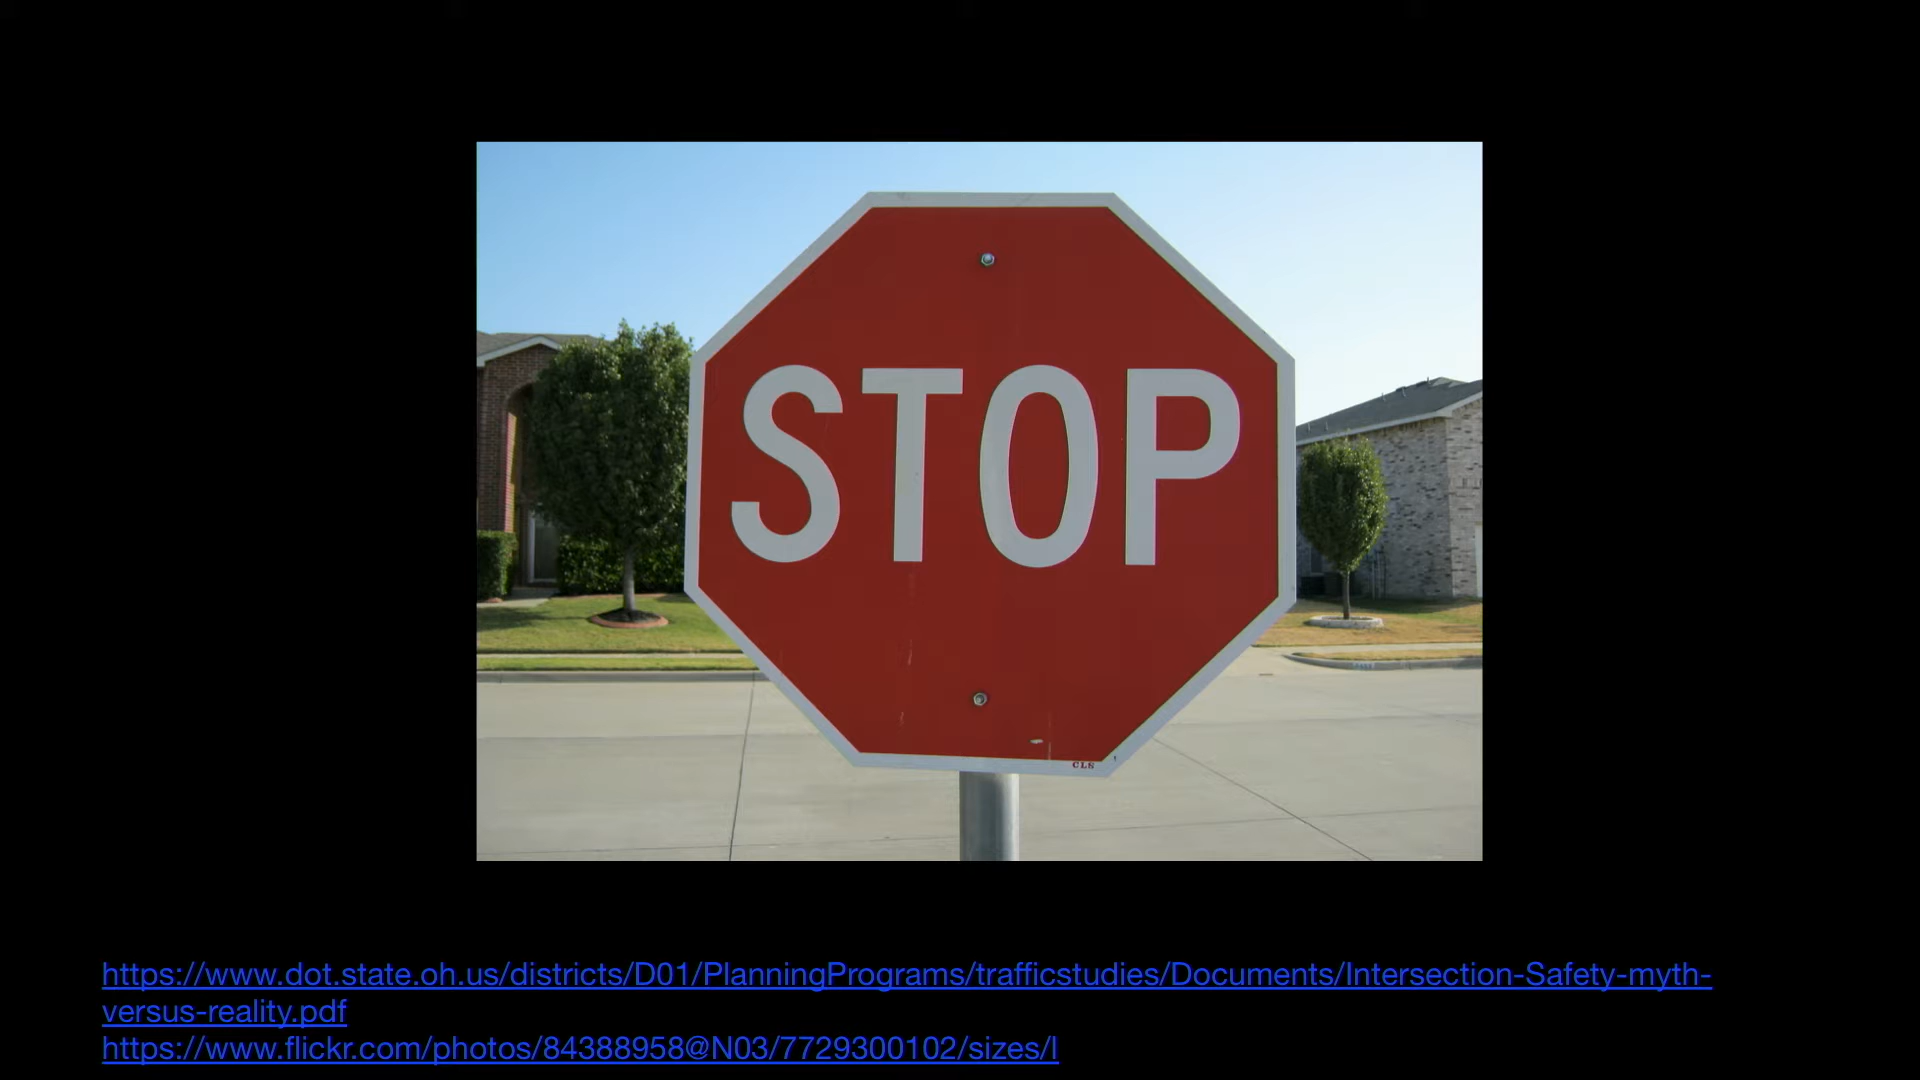 STOP
CLS
https://www.dot.state.oh.us/districts/D01/PlanningPrograms/trafficstudies/Documents/Intersection-Safety-myth-
versus-reality.pdf
https://www.flickr.com/photos/84388958@N03/7729300102/sizes/l